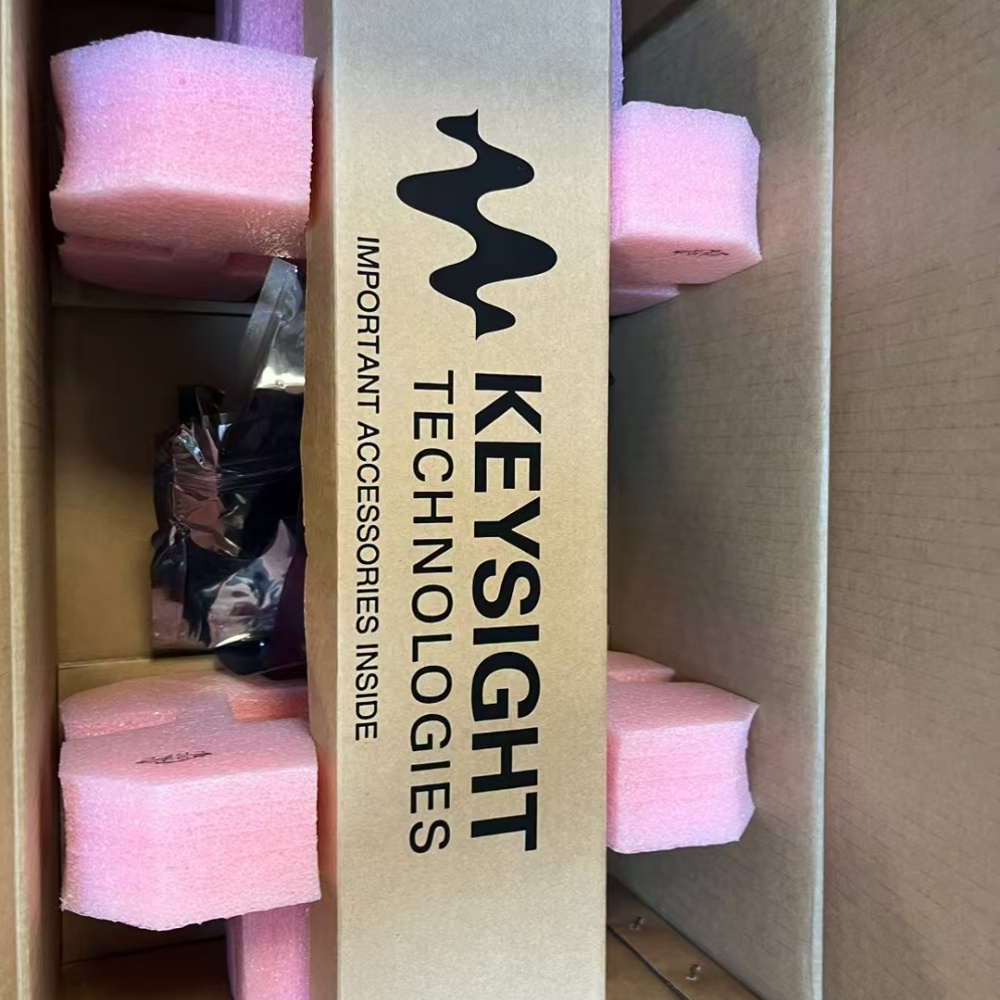 KEYSIGHT
TECHNOLOGIES
IMPORTANT ACCESSORIES INSIDE